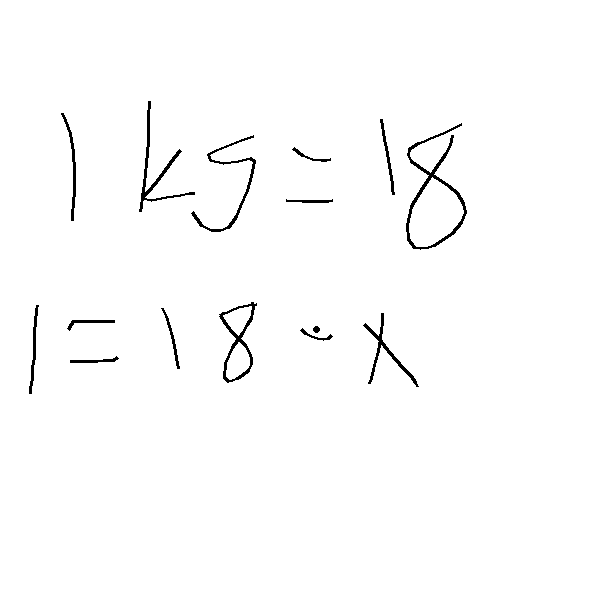 1 kg = 18
1 = 18 · x